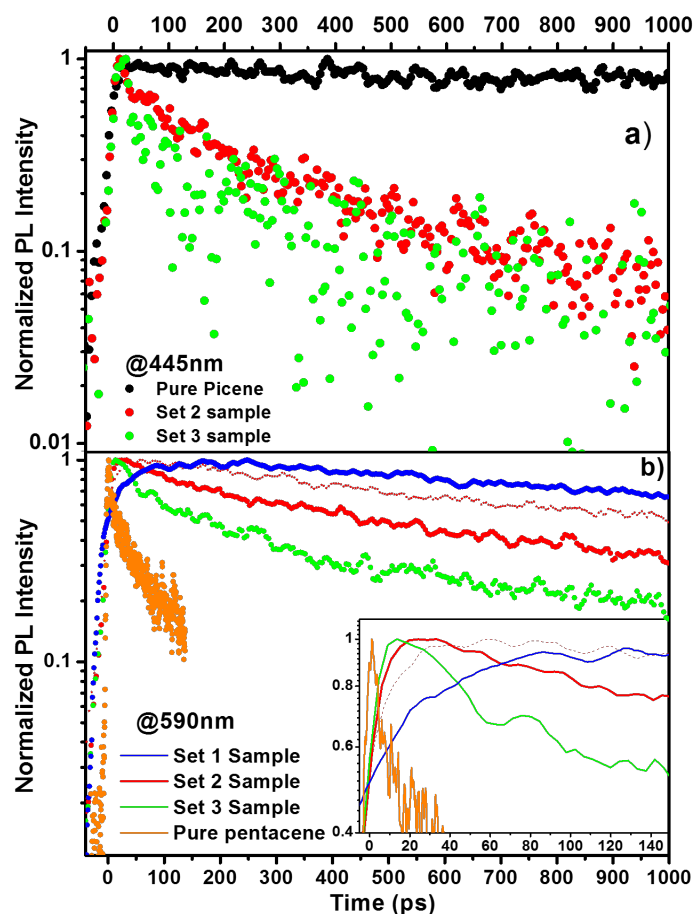 0 100 200 300 400 500 600 700 800 900 1000
1
a)
Normalized PL Intensity
0.1
@445nm
Pure Picene
Set 2 sample
Set 3 sample
0.01
1
b)
Normalized PL Intensity
0.1
@590nm
Set 1 Sample
Set 2 Sample
Set 3 Sample
Pure pentacene
1
0.8
0.6
0.4
0 20 40 60 80 100 120 140
0 100 200 300 400 500 600 700 800 900 1000
Time (ps)